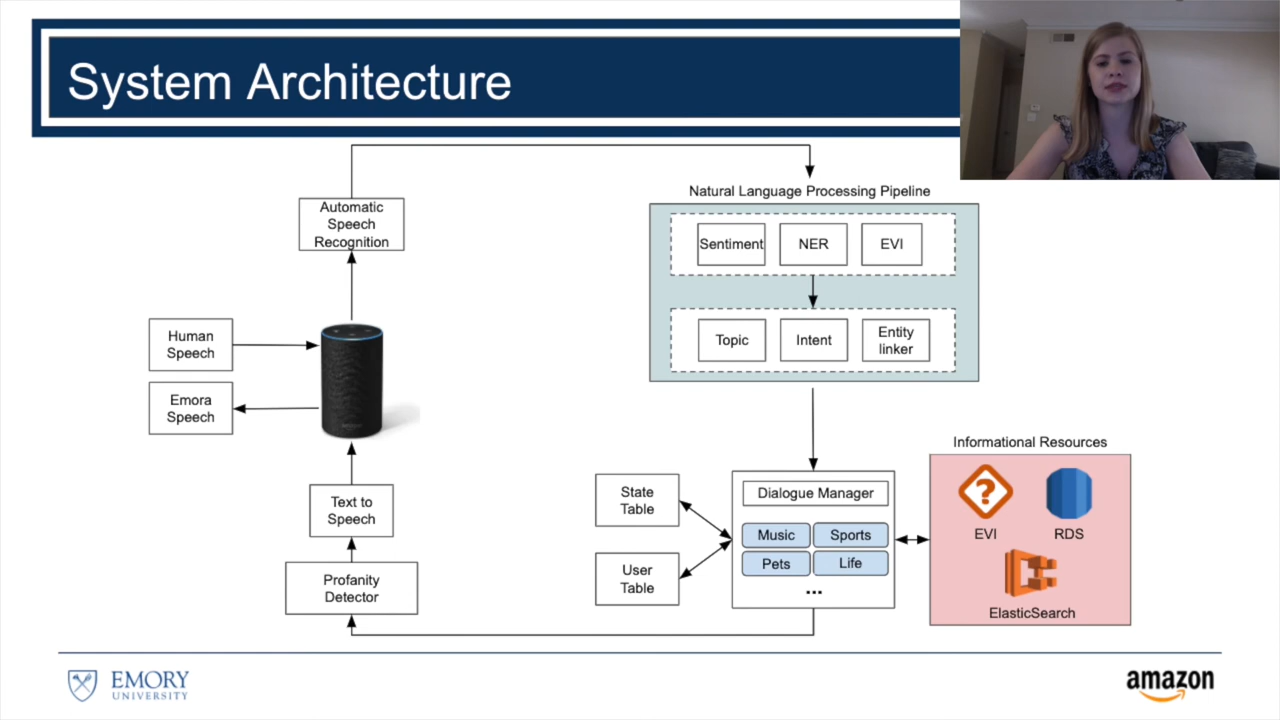 System Architecture
Natural Language Processing Pipeline
Automatic
Speech
Recognition
Sentiment
NER
EVI
Human
Speech
Topic
Intent
Entity
linker
Emora
Speech
Informational Resources
Text to
Speech
State
Table
Dialogue Manager
Music
Sports
Pets
Life
...
EVI
RDS
User
Table
Profanity
Detector
ElasticSearch
EMORY
UNIVERSITY
amazon